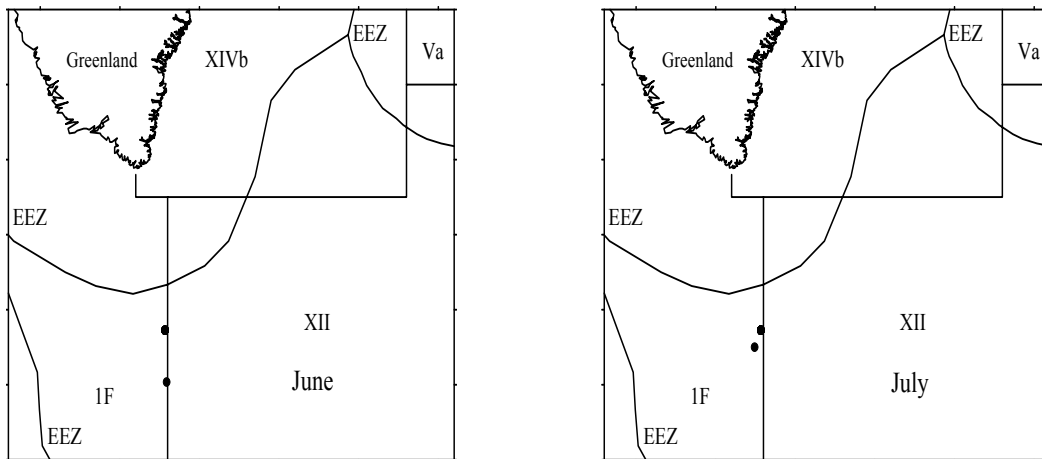 EEZ
Va
Greenland
XIVb
EEZ
XII
June
1F
EEZ
EEZ
Va
Greenland
XIVb
EEZ
XII
July
1F
EEZ